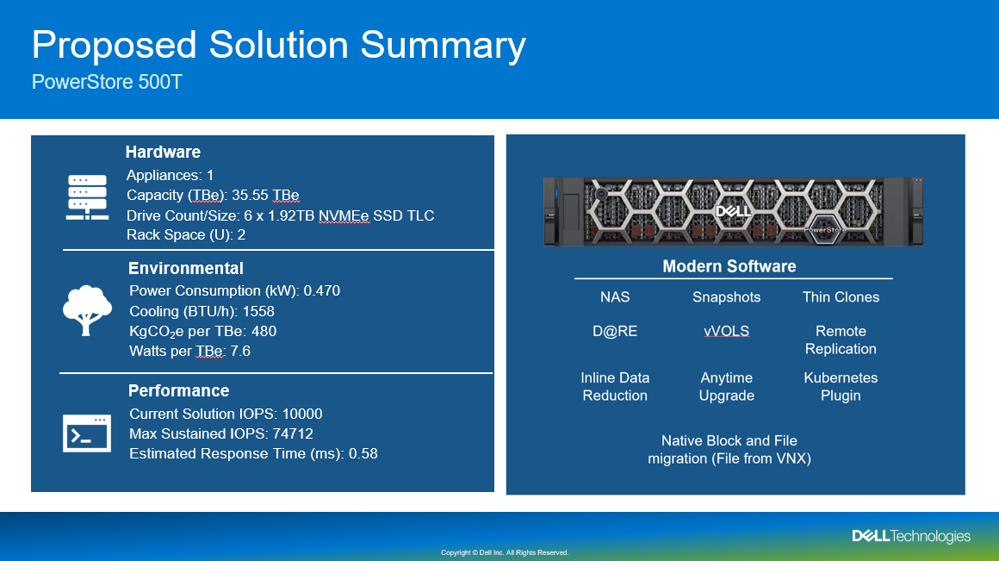 Proposed Solution Summary
PowerStore 500T
Hardware
Appliances: 1
Capacity (TBe): 35.55 TBe
Drive Count/Size: 6 x 1.92TB NVMEe SSD TLC
Rack Space (U): 2
Environmental
Power Consumption (kW): 0.470
Cooling (BTU/h): 1558
KgCO₂e per TBe: 480
Watts per TBe: 7.6
Performance
Current Solution IOPS: 10000
Max Sustained IOPS: 74712
Estimated Response Time (ms): 0.58
DELL
PowerStore
Modern Software
NAS Snapshots Thin Clones
D@RE vVOLS Remote
Replication
Inline Data Anytime Kubernetes
Reduction Upgrade Plugin
Native Block and File
migration (File from VNX)
DELLTechnologies
Copyright © Dell Inc. All Rights Reserved.